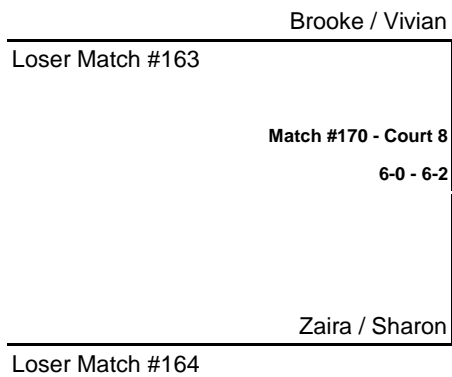 Brooke / Vivian
Loser Match #163
Match #170 - Court 8
6-0 - 6-2
Zaira / Sharon
Loser Match #164